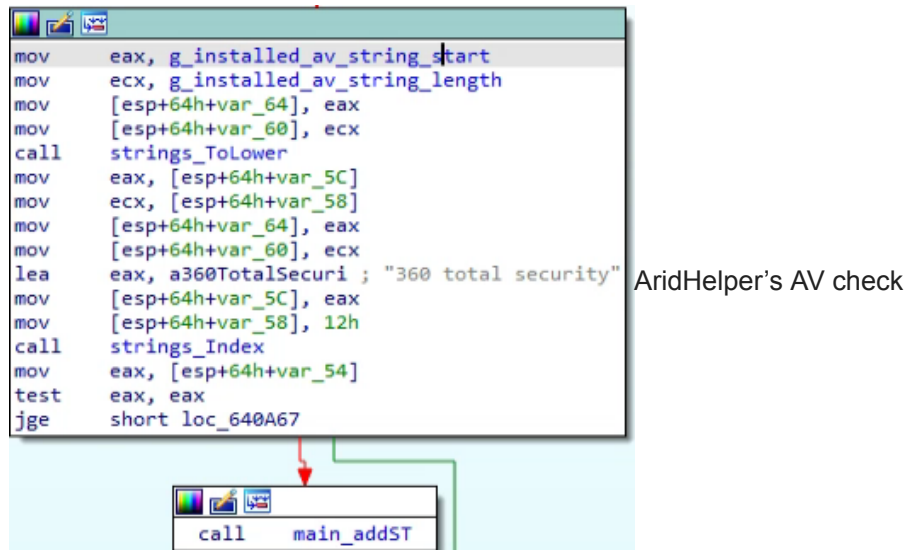 mov eax, g_installed_av_string_start
mov ecx, g_installed_av_string_length
mov [esp+64h+var_64], eax
mov [esp+64h+var_60], ecx
call strings_ToLower
mov eax, [esp+64h+var_5C]
mov ecx, [esp+64h+var_58]
mov [esp+64h+var_64], eax
mov [esp+64h+var_60], ecx
lea eax, a360TotalSecuri ; "360 total security"
AridHelper’s AV check
mov [esp+64h+var_5C], eax
mov [esp+64h+var_58], 12h
call strings_Index
mov eax, [esp+64h+var_54]
test eax, eax
jge short loc_640A67
call main_addST